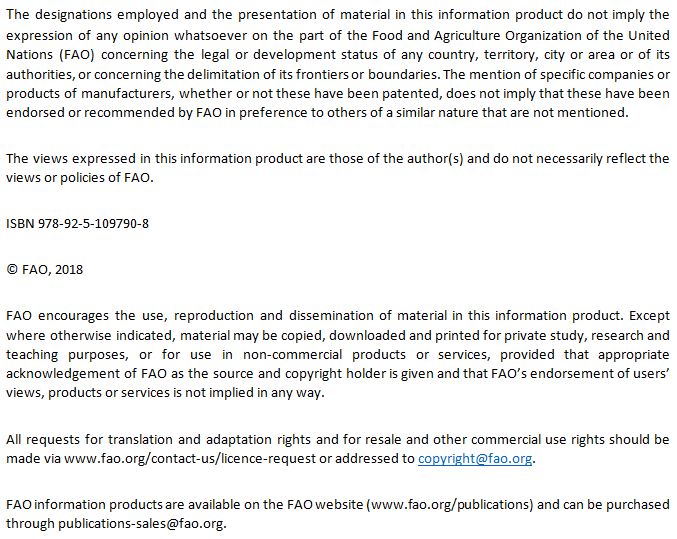 The designations employed and the presentation of material in this information product do not imply the
expression of any opinion whatsoever on the part of the Food and Agriculture Organization of the United
Nations (FAO) concerning the legal or development status of any country, territory, city or area or of its
authorities, or concerning the delimitation of its frontiers or boundaries. The mention of specific companies or
products of manufacturers, whether or not these have been patented, does not imply that these have been
endorsed or recommended by FAO in preference to others of a similar nature that are not mentioned.
The views expressed in this information product are those of the author(s) and do not necessarily reflect the
views or policies of FAO.
ISBN 978-92-5-109790-8
© FAO, 2018
FAO encourages the use, reproduction and dissemination of material in this information product. Except
where otherwise indicated, material may be copied, downloaded and printed for private study, research and
teaching purposes, or for use in non-commercial products or services, provided that appropriate
acknowledgement of FAO as the source and copyright holder is given and that FAO’s endorsement of users’
views, products or services is not implied in any way.
All requests for translation and adaptation rights and for resale and other commercial use rights should be
made via www.fao.org/contact-us/licence-request or addressed to copyright@fao.org.
FAO information products are available on the FAO website (www.fao.org/publications) and can be purchased
through publications-sales@fao.org.